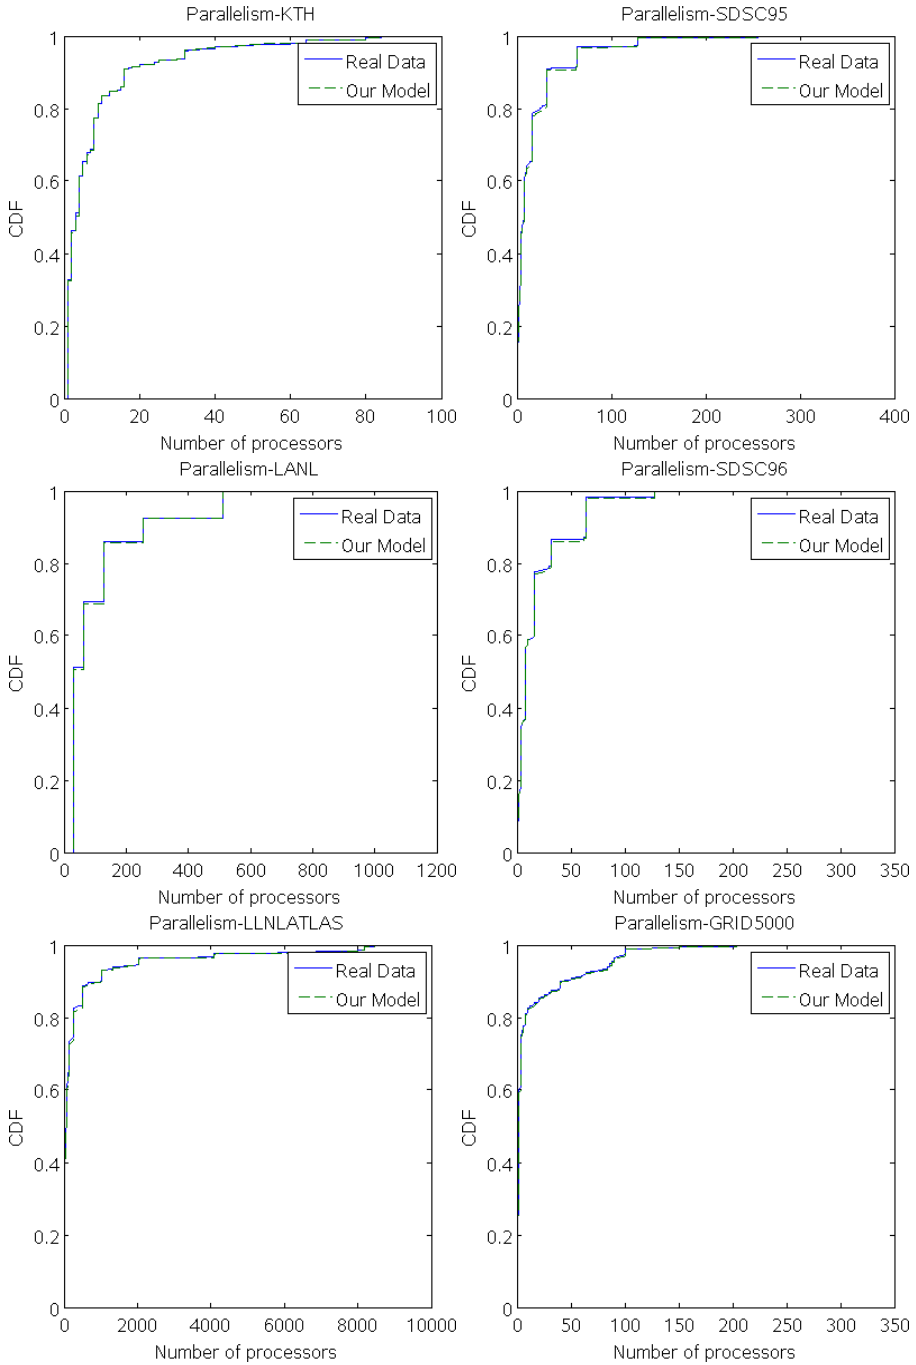 Parallelism-KTH
1
0.8
0.6
0.4
0.2
0
CDF
Real Data
Our Model
0 20 40 60 80 100
Number of processors
Parallelism-SDSC95
1
0.8
0.6
0.4
0.2
0
CDF
Real Data
Our Model
0 100 200 300 400
Number of processors
Parallelism-LANL
1
0.8
0.6
0.4
0.2
0
CDF
Real Data
Our Model
0 200 400 600 800 1000 1200
Number of processors
Parallelism-SDSC96
1
0.8
0.6
0.4
0.2
0
CDF
Real Data
Our Model
0 50 100 150 200 250 300 350
Number of processors
Parallelism-LLNLATLAS
1
0.8
0.6
0.4
0.2
0
CDF
Real Data
Our Model
0 2000 4000 6000 8000 10000
Number of processors
Parallelism-GRID5000
1
0.8
0.6
0.4
0.2
0
CDF
Real Data
Our Model
0 50 100 150 200 250 300 350
Number of processors